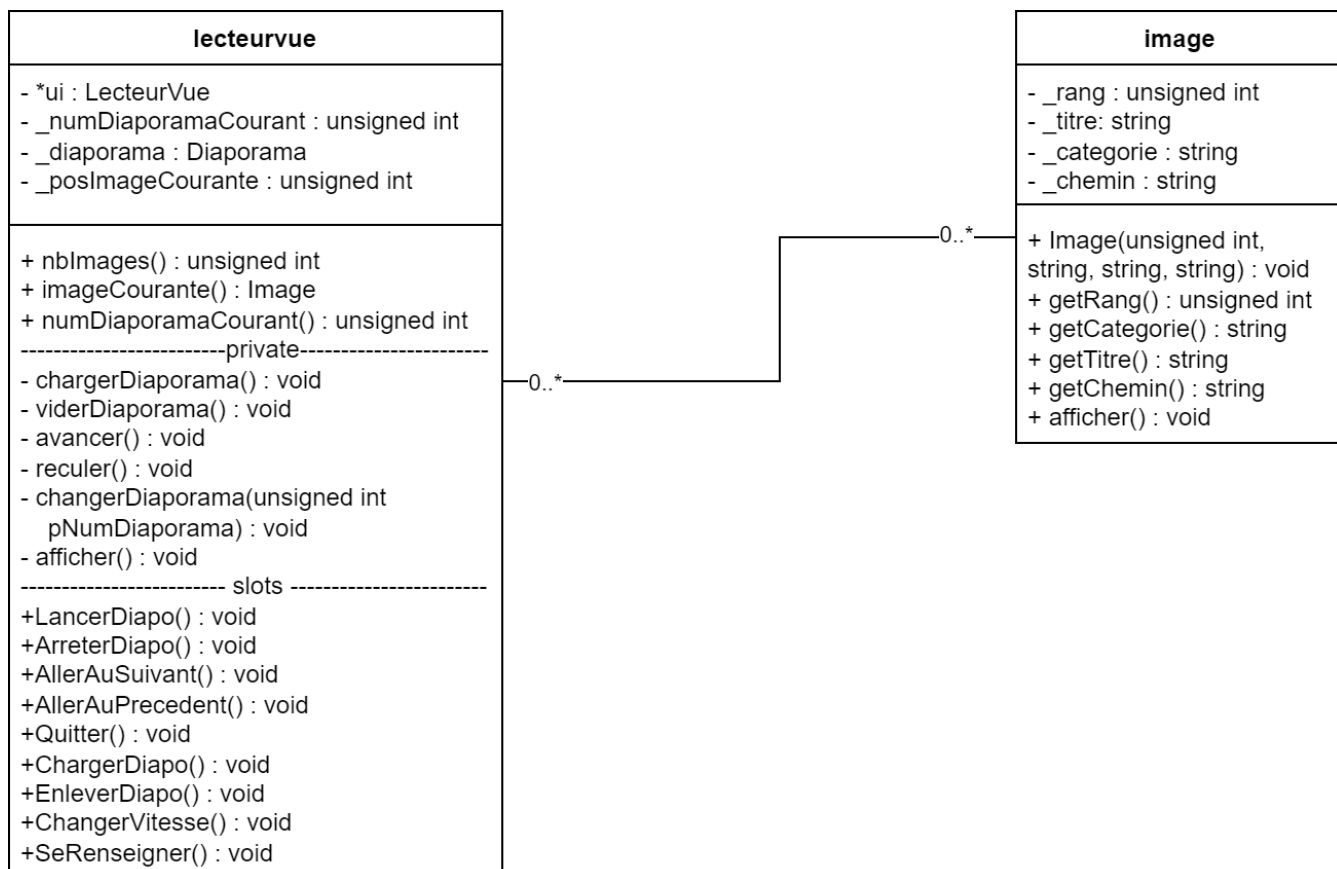 lecteurvue
- *ui : LecteurVue
- _numDiaporamaCourant : unsigned int
- _diaporama : Diaporama
- _posImageCourante : unsigned int
+ nbImages() : unsigned int
+ imageCourante() : Image
+ numDiaporamaCourant() : unsigned int
-------------------------private-----------------------
- chargerDiaporama() : void
- viderDiaporama() : void
- avancer() : void
- reculer() : void
- changerDiaporama(unsigned int
pNumDiaporama) : void
- afficher() : void
------------------------- slots ------------------------
+LancerDiapo() : void
+ArreterDiapo() : void
+AllerAuSuivant() : void
+AllerAuPrecedent() : void
+Quitter() : void
+ChargerDiapo() : void
+EnleverDiapo() : void
+ChangerVitesse() : void
+SeRenseigner() : void
0..*
0..*
image
- _rang : unsigned int
- _titre: string
- _categorie : string
- _chemin : string
+ Image(unsigned int,
string, string, string) : void
+ getRang() : unsigned int
+ getCategorie() : string
+ getTitre() : string
+ getChemin() : string
+ afficher() : void